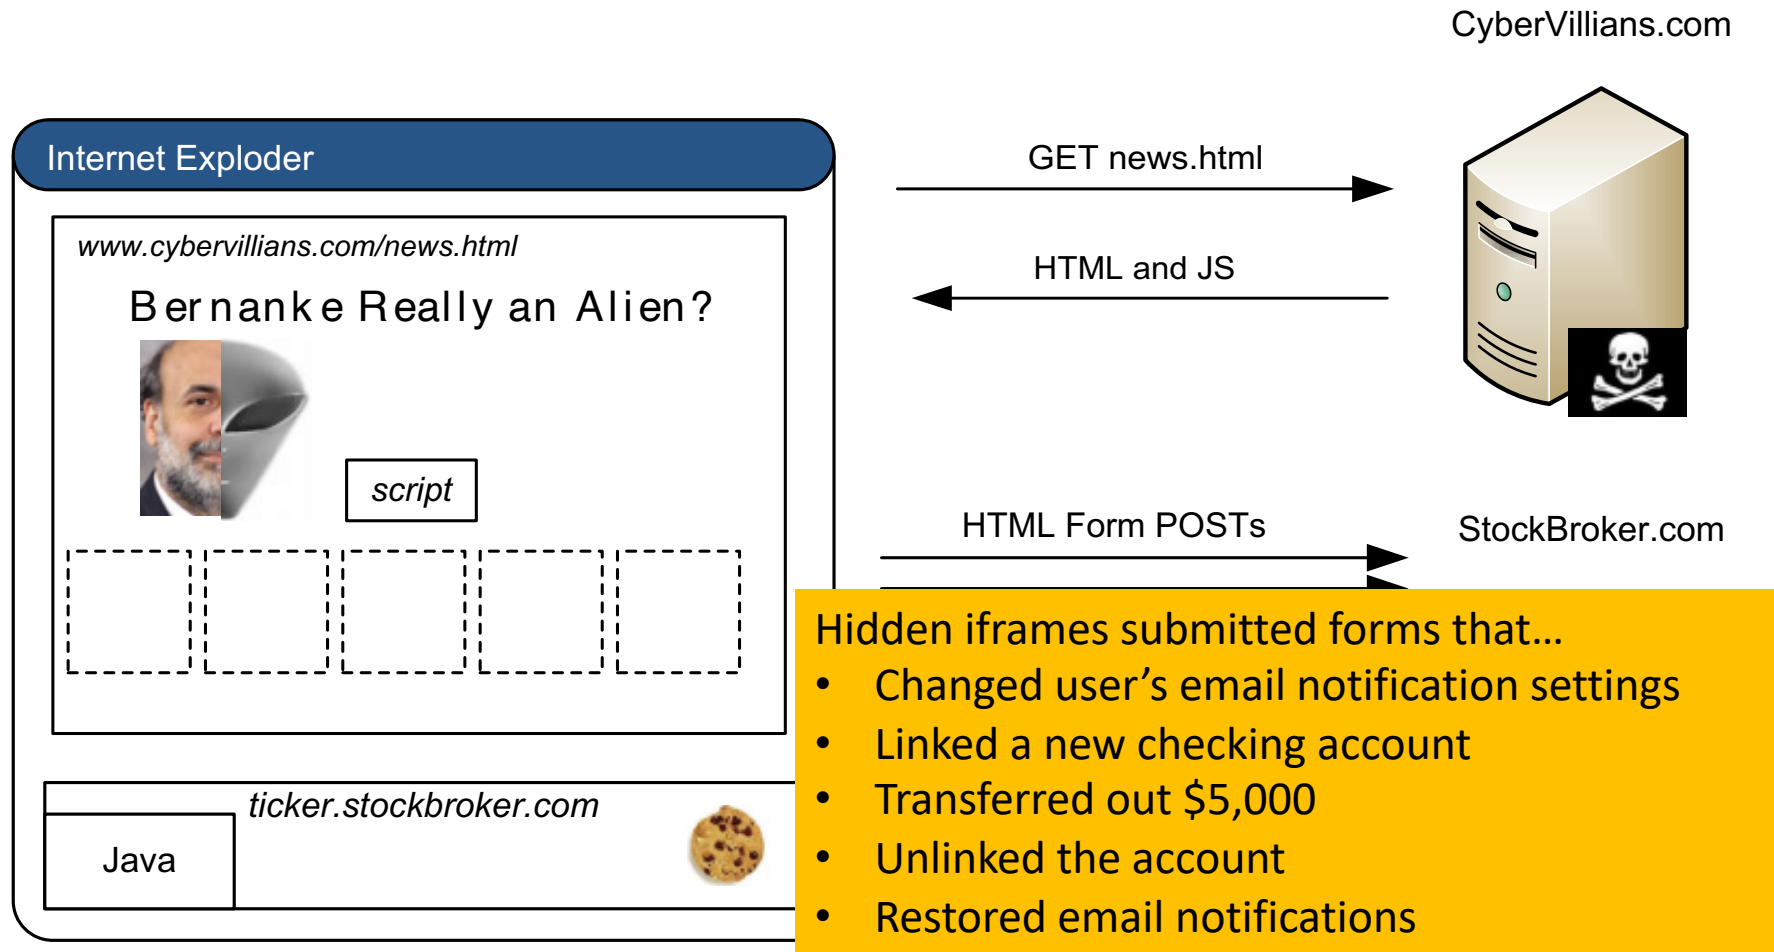 CyberVillians.com
Internet Exploder
GET news.html
www.cybervillians.com/news.html
HTML and JS
Bernanke Really an Alien?
script
HTML Form POSTs
StockBroker.com
Hidden iframes submitted forms that…
• Changed user’s email notification settings
• Linked a new checking account
• Transferred out $5,000
• Unlinked the account
• Restored email notifications
ticker.stockbroker.com
Java